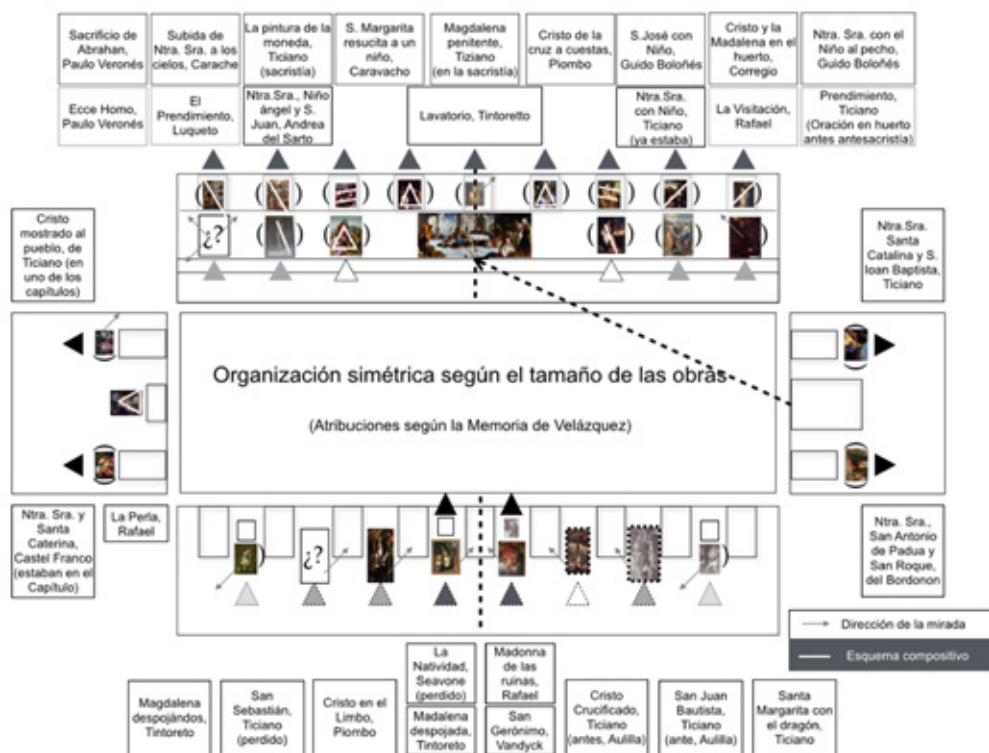 Sacrificio de
Abrahan,
Paulo Veronés
Subida de
Ntra. Sra. a los
cielos, Carache
La pintura de la
moneda,
Ticiano
(sacristía)
S. Margarita
resucita a un
niño,
Caravacho
Magdalena
penitente,
Tiziano
(en la sacristía)
Cristo de la
cruz a cuestas,
Piombo
S.José con
Niño,
Guido Boloñés
Cristo y la
Madalena en el
huerto,
Corregio
Ntra. Sra. con el
Niño al pecho,
Guido Boloñés
Ecce Homo,
Paulo Veronés
El
Prendimiento,
Luqueto
Ntra.Sra., Niño
ángel y S.
Juan, Andrea
del Sarto
Lavatorio, Tintoretto
Ntra.Sra.
con Niño,
Ticiano
(ya estaba)
La Visitación,
Rafael
Prendimiento,
Ticiano
(Oración en huerto
antes antesacristía)
¿?
Cristo
mostrado al
pueblo, de
Ticiano (en
uno de los
capítulos)
Ntra.Sra.
Santa
Catalina y S.
Ioan Baptista,
Ticiano
Organización simétrica según el tamaño de las obras
(Atribuciones según la Memoria de Velázquez)
Ntra. Sra. y
Santa
Caterina,
Castel Franco
(estaban en el
Capítulo)
La Perla,
Rafael
¿?
Ntra. Sra.,
San Antonio
de Padua y
San Roque,
del Bordonon
Dirección de la mirada
Esquema compositivo
La
Natividad,
Seavone
(perdido)
Madonna
de las
ruinas,
Rafael
Magdalena
despojándos,
Tintoreto
San
Sebastián,
Ticiano
(perdido)
Cristo en el
Limbo,
Piombo
Madalena
despojada,
Tintoreto
San
Gerónimo,
Vandyck
Cristo
Crucificado,
Ticiano
(antes, Aulilla)
San Juan
Bautista,
Ticiano
(ante, Aulilla)
Santa
Margarita con
el dragón,
Ticiano